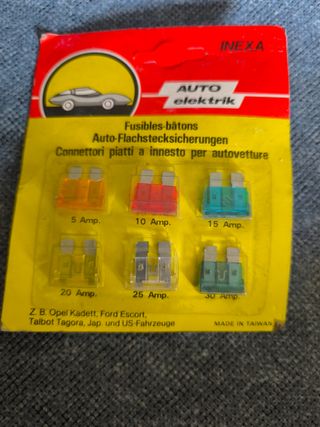 INEXA
AUTO
elektrik
Fusibles-bâtons
Auto-Flachstecksicherungen
Connettori piatti a innesto per autovetture
5 Amp.
10 Amp.
15 Amp.
20 Amp.
25 Amp.
30 Amp.
Z. B. Opel Kadett, Ford Escort,
Talbot Tagora, Jap. und US-Fahrzeuge
MADE IN TAIWAN